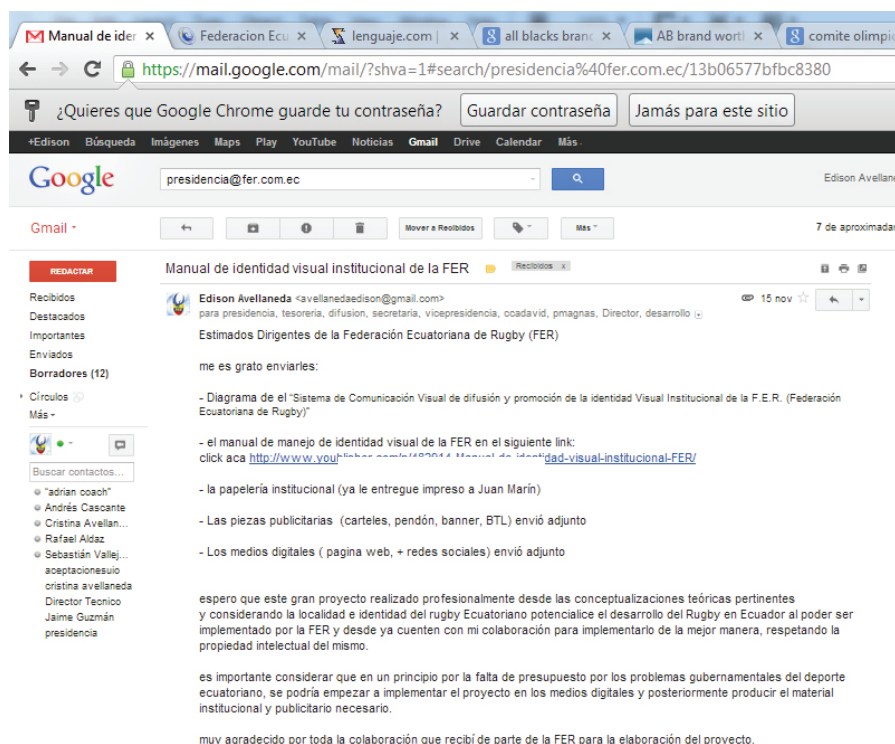 Manual de iden
Federacion Ecu
lenguaje.com |
all blacks branc
AB brand wortl
comite olimpic
https://mail.google.com/mail/?shva=1#search/presidencia%40fer.com.ec/13b06577bfbc8380
¿Quieres que Google Chrome guarde tu contraseña? Guardar contraseña Jamás para este sitio
+Edison Búsqueda Imágenes Maps Play YouTube Noticias Gmail Drive Calendar Más
Google presidencia@fer.com.ec Edison Avellane
Gmail Mover a Recibidos Más 7 de aproximadar
REDACTAR
Recibidos
Destacados
Importantes
Enviados
Borradores (12)
Círculos
Más
Buscar contactos...
"adrian coach"
Andrés Cascante
Cristina Avellan...
Rafael Aldaz
Sebastián Vallej...
aceptacionesuio
cristina avellaneda
Director Tecnico
Jaime Guzmán
presidencia
Manual de identidad visual institucional de la FER Recibidos x
Edison Avellaneda <avellanedaedison@gmail.com> 15 nov
para presidencia, tesoreria, difusion, secretaria, vicepresidencia, ccadavid, pmagnas, Director, desarrollo
Estimados Dirigentes de la Federación Ecuatoriana de Rugby (FER)
me es grato enviarles:
- Diagrama de el "Sistema de Comunicación Visual de difusión y promoción de la identidad Visual Institucional de la F.E.R. (Federación
Ecuatoriana de Rugby)"
- el manual de manejo de identidad visual de la FER en el siguiente link:
click aca http://www.youblisher.com/p/482914-Manual-de-identidad-visual-institucional-FER/
- la papelería institucional (ya le entregue impreso a Juan Marín)
- Las piezas publicitarias (carteles, pendón, banner, BTL) envió adjunto
- Los medios digitales ( pagina web, + redes sociales) envió adjunto
espero que este gran proyecto realizado profesionalmente desde las conceptualizaciones teóricas pertinentes
y considerando la localidad e identidad del rugby Ecuatoriano potencialice el desarrollo del Rugby en Ecuador al poder ser
implementado por la FER y desde ya cuenten con mi colaboración para implementarlo de la mejor manera, respetando la
propiedad intelectual del mismo.
es importante considerar que en un principio por la falta de presupuesto por los problemas gubernamentales del deporte
ecuatoriano, se podría empezar a implementar el proyecto en los medios digitales y posteriormente producir el material
institucional y publicitario necesario.
muy agradecido por toda la colaboración que recibí de parte de la FER para la elaboración del proyecto.